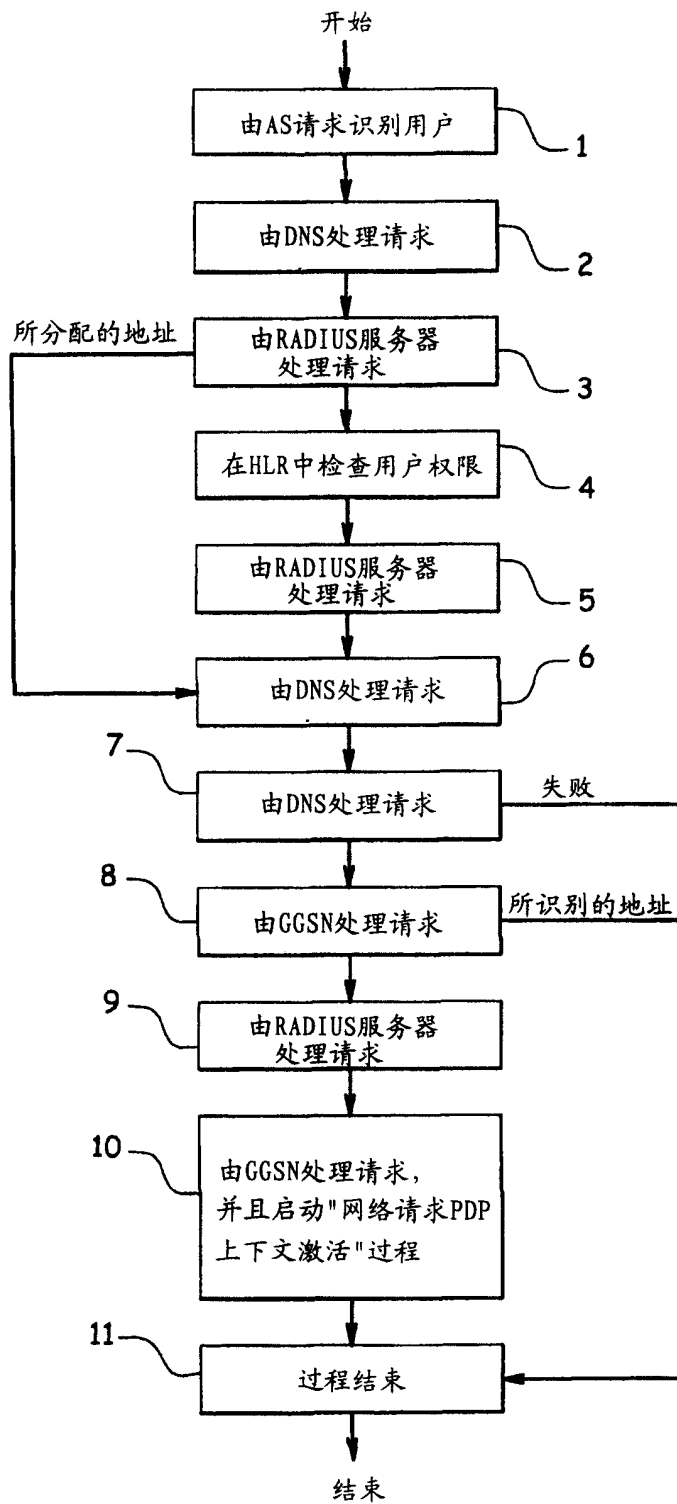 开始
由AS请求识别用户
1
由DNS处理请求
2
所分配的地址
由RADIUS服务器
处理请求
3
在HLR中检查用户权限
4
由RADIUS服务器
处理请求
5
6
由DNS处理请求
7
由DNS处理请求
失败
8
由GGSN处理请求
所识别的地址
9
由RADIUS服务器
处理请求
10
由GGSN处理请求,
并且启动"网络请求PDP
上下文激活"过程
11
过程结束
结束